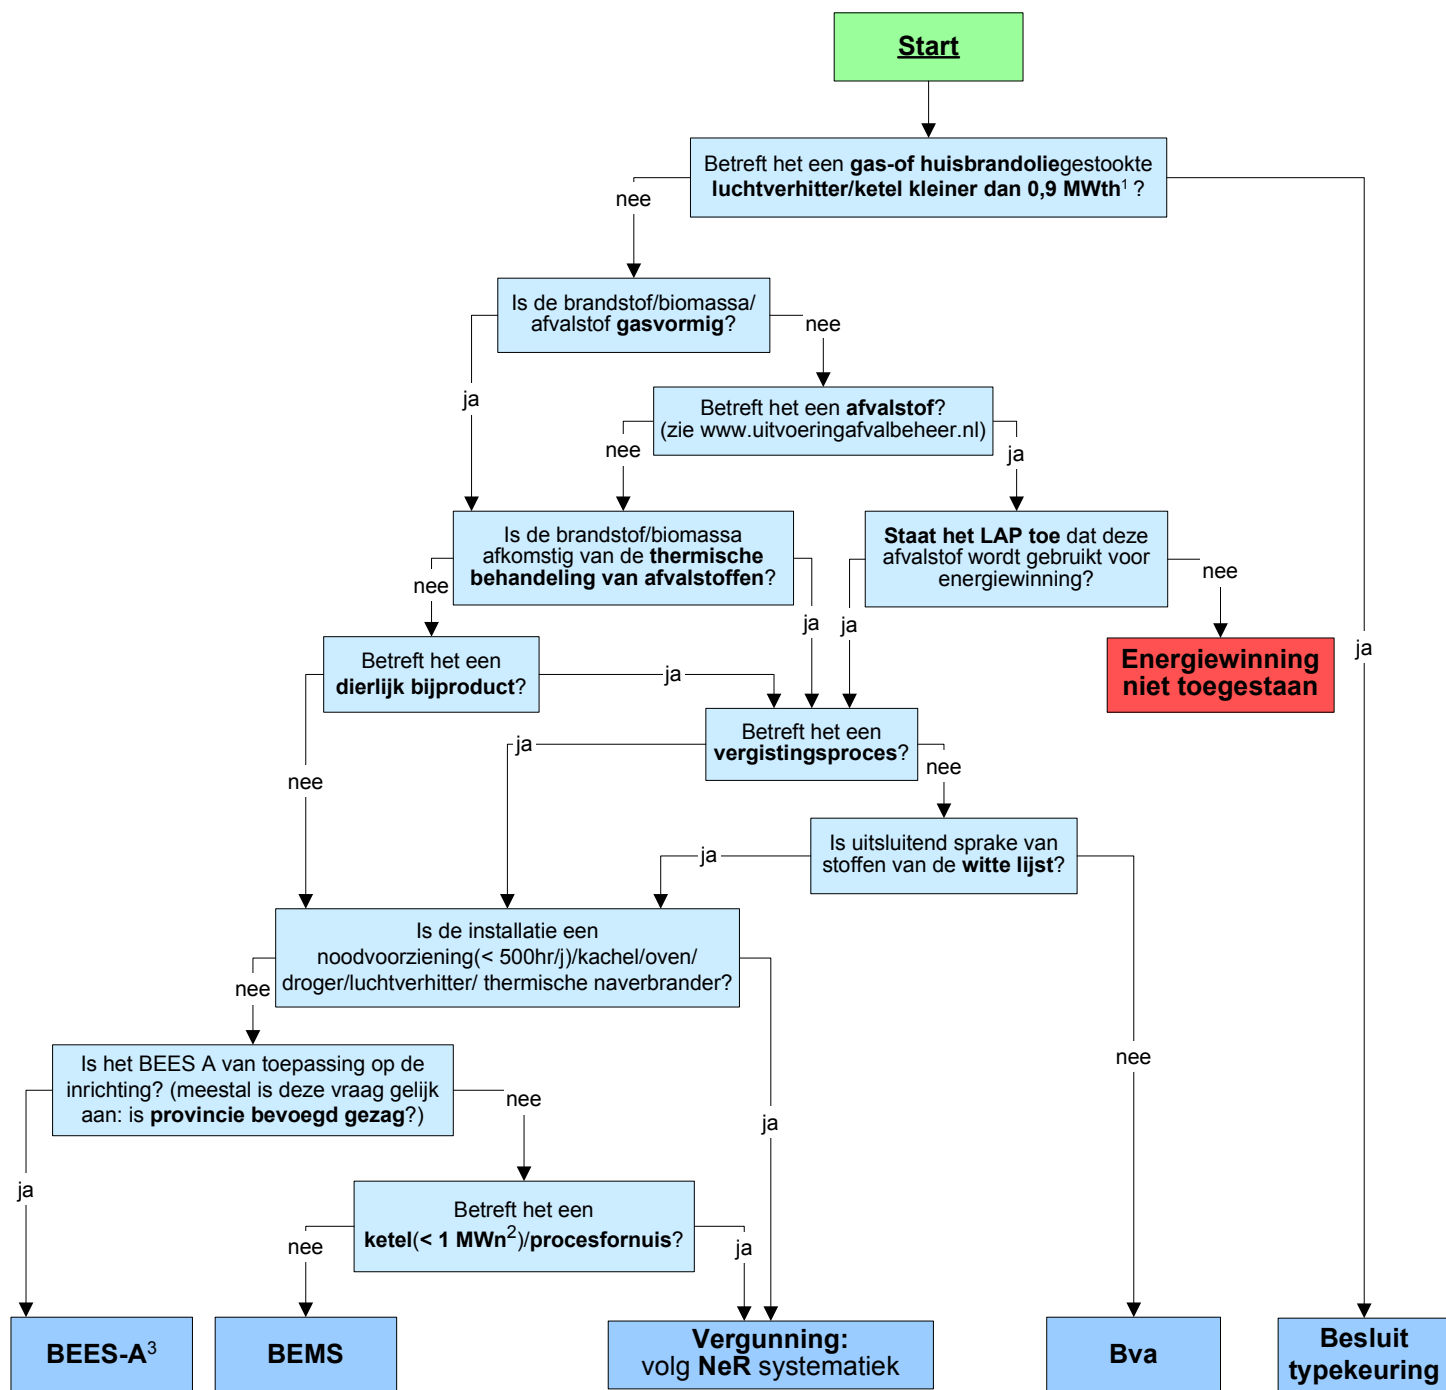 Start
Betreft het een gas-of huisbrandoliegestookte
luchtverhitter/ketel kleiner dan 0,9 MWth¹ ?
nee
ja
Is de brandstof/biomassa/
afvalstof gasvormig?
ja
nee
Betreft het een afvalstof?
(zie www.uitvoeringafvalbeheer.nl)
nee
ja
Is de brandstof/biomassa
afkomstig van de thermische
behandeling van afvalstoffen?
nee
ja
Staat het LAP toe dat deze
afvalstof wordt gebruikt voor
energiewinning?
ja
nee
Energiewinning
niet toegestaan
Betreft het een
dierlijk bijproduct?
nee
ja
Betreft het een
vergistingsproces?
ja
nee
Is uitsluitend sprake van
stoffen van de witte lijst?
ja
nee
Is de installatie een
noodvoorziening(< 500hr/j)/kachel/oven/
droger/luchtverhitter/ thermische naverbrander?
nee
ja
Is het BEES A van toepassing op de
inrichting? (meestal is deze vraag gelijk
aan: is provincie bevoegd gezag?)
ja
nee
Betreft het een
ketel(< 1 MWn²)/procesfornuis?
nee
ja
BEES-A³
BEMS
Vergunning:
volg NeR systematiek
Bva
Besluit
typekeuring